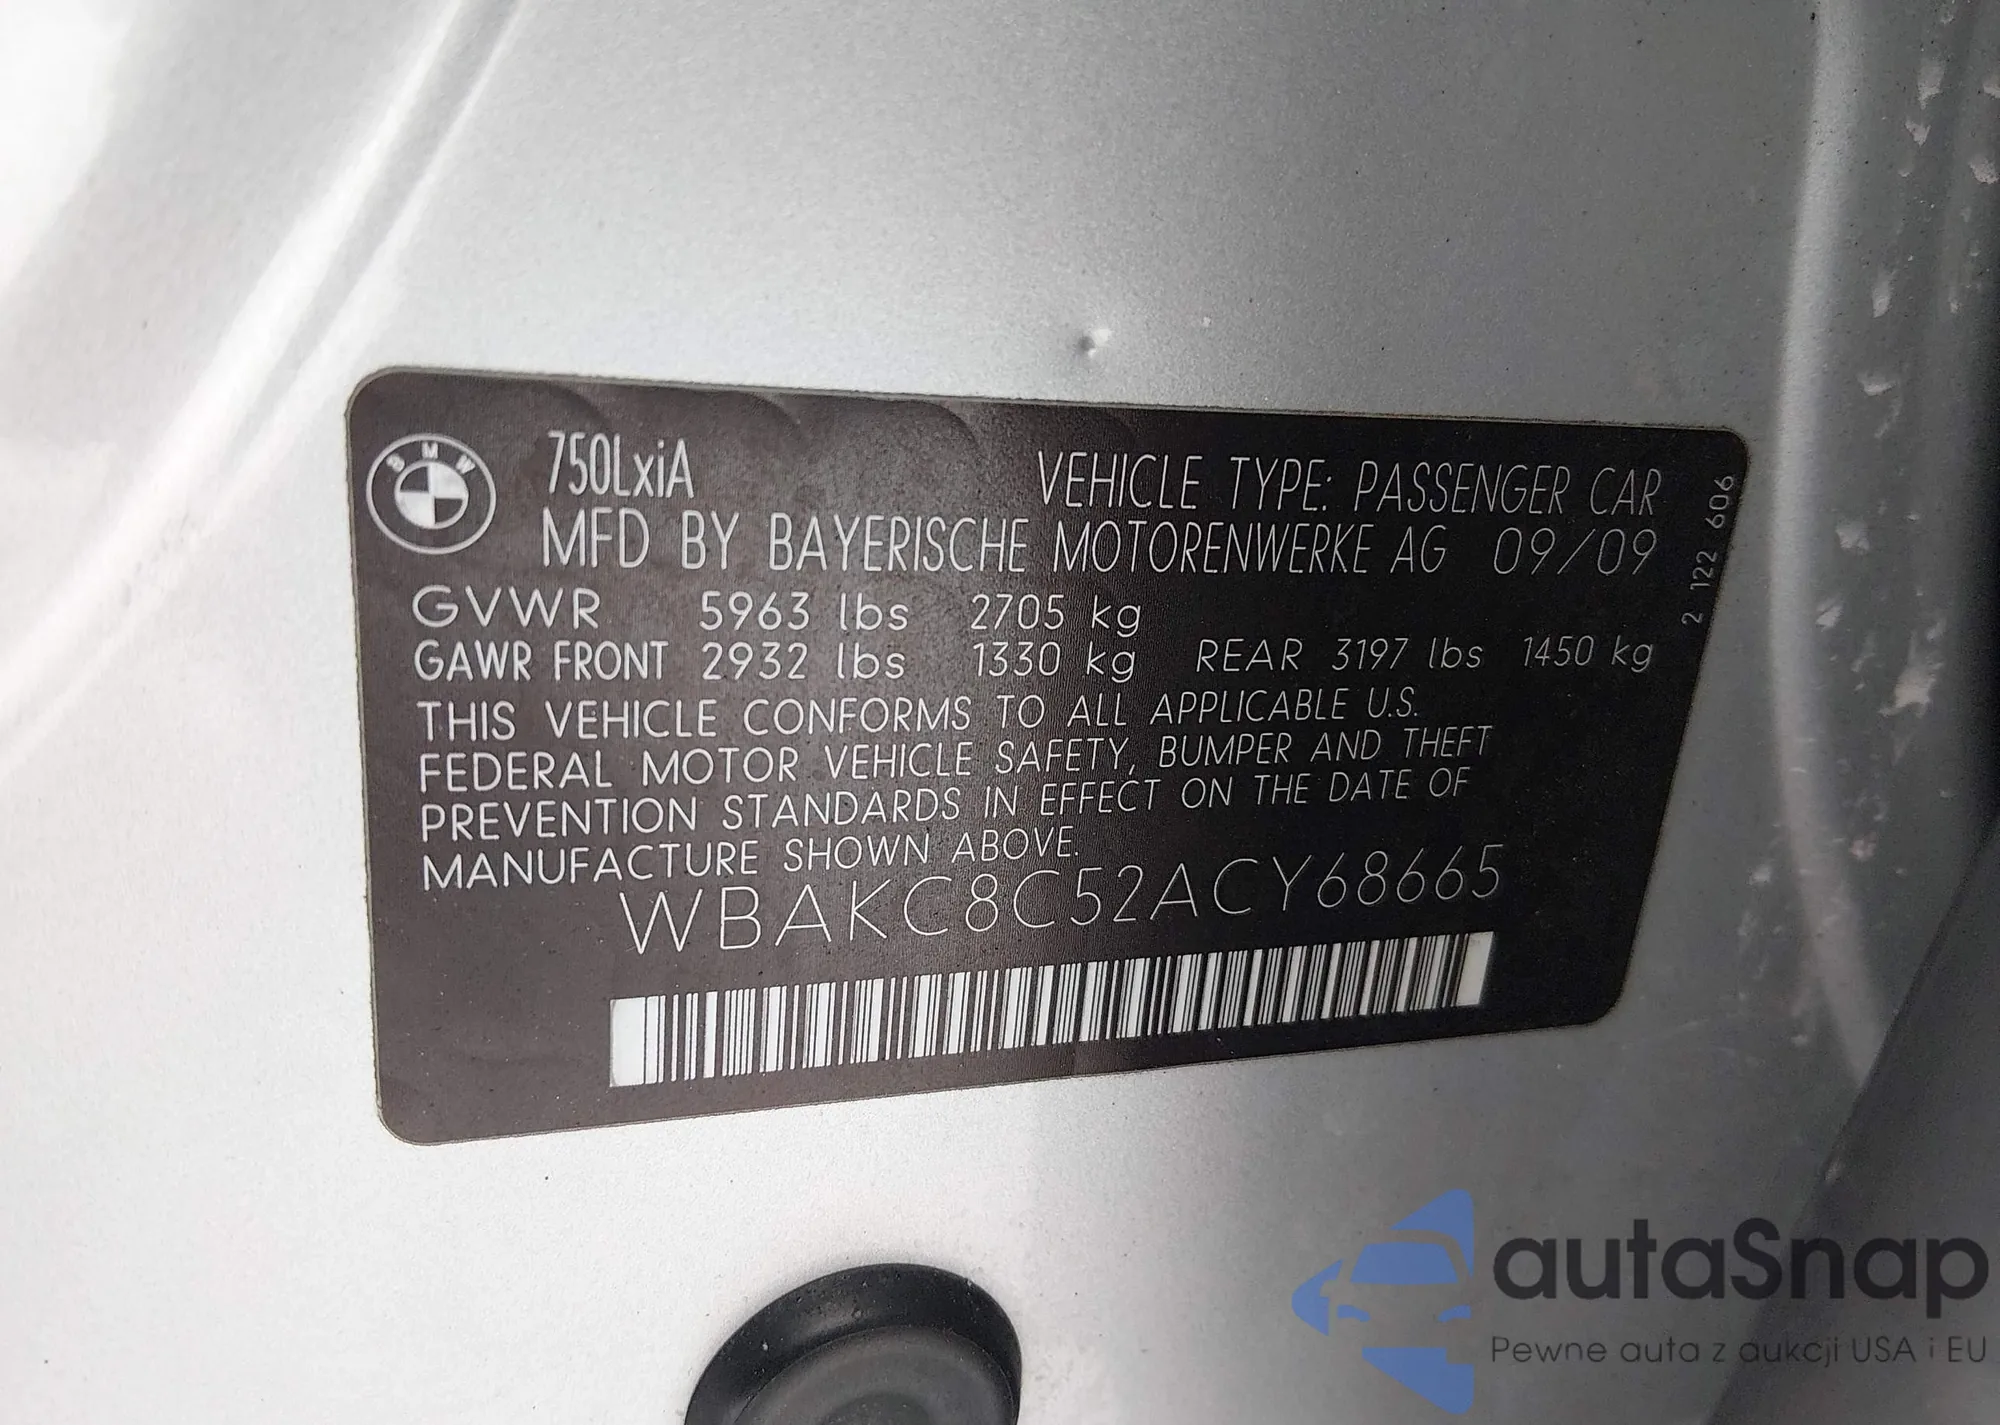 BMW
750LxiA
VEHICLE TYPE: PASSENGER CAR
MFD BY BAYERISCHE MOTORENWERKE AG 09/09
GVWR 5963 lbs 2705 kg
GAWR FRONT 2932 lbs 1330 kg REAR 3197 lbs 1450 kg
THIS VEHICLE CONFORMS TO ALL APPLICABLE U.S.
FEDERAL MOTOR VEHICLE SAFETY, BUMPER AND THEFT
PREVENTION STANDARDS IN EFFECT ON THE DATE OF
MANUFACTURE SHOWN ABOVE.
WBAKC8C52ACY68665
2 122 606
autaSnap
Pewne auta z aukcji USA i EU